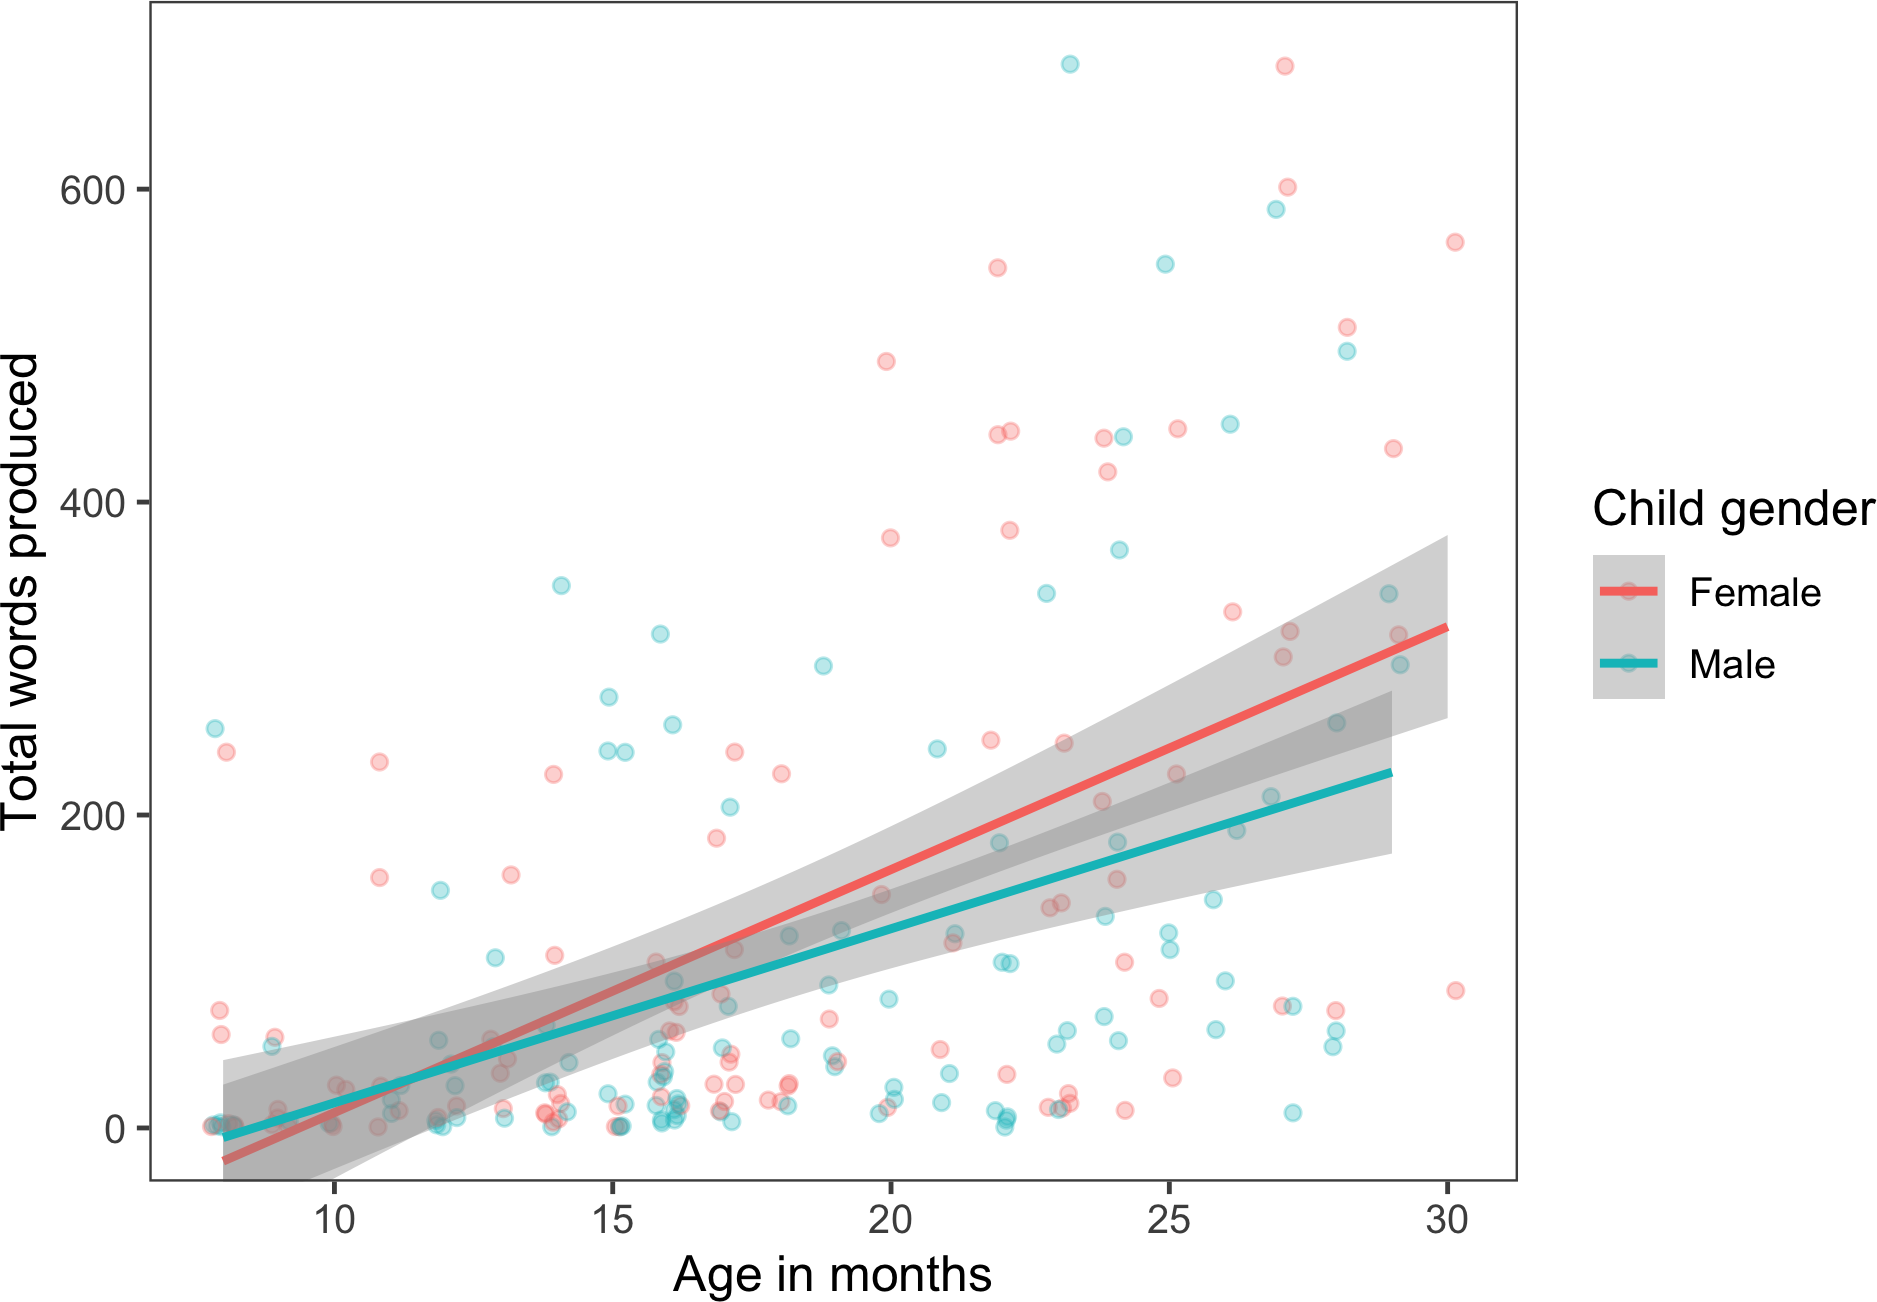 Total words produced
600
400
200
0
10 15 20 25 30
Age in months
Child gender
Female
Male